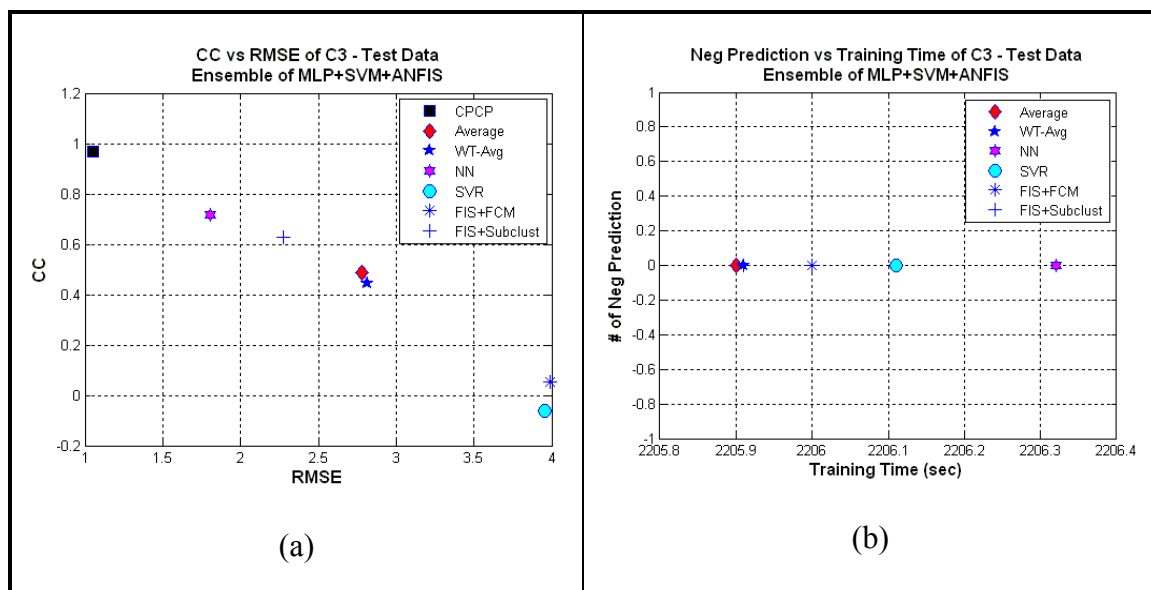 CC vs RMSE of C3 - Test Data
Ensemble of MLP+SVM+ANFIS
1.2
1
0.8
0.6
0.4
0.2
0
-0.2
CC
1
1.5
2
2.5
3
3.5
4
RMSE
CPCP
Average
WT-Avg
NN
SVR
FIS+FCM
FIS+Subclust
(a)
Neg Prediction vs Training Time of C3 - Test Data
Ensemble of MLP+SVM+ANFIS
1
0.8
0.6
0.4
0.2
0
-0.2
-0.4
-0.6
-0.8
-1
# of Neg Prediction
2205.8
2205.9
2206
2206.1
2206.2
2206.3
2206.4
Training Time (sec)
Average
WT-Avg
NN
SVR
FIS+FCM
FIS+Subclust
(b)